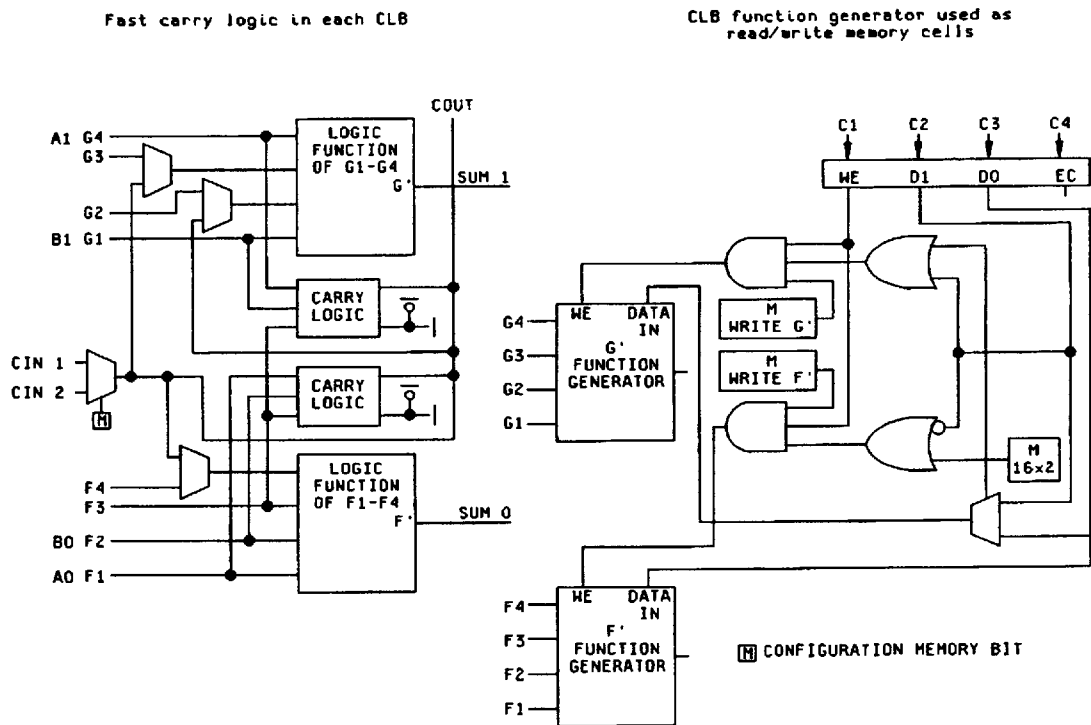 Fast carry logic in each CLB
CLB function generator used as
read/write memory cells
COUT
A1 G4
G3
G2
B1 G1
LOGIC
FUNCTION
OF G1-G4
G'
SUM 1
CARRY
LOGIC
CIN 1
CIN 2
M
CARRY
LOGIC
F4
F3
B0 F2
A0 F1
LOGIC
FUNCTION
OF F1-F4
F'
SUM 0
C1 C2 C3 C4
WE D1 D0 EC
WE DATA
IN
G4
G3
G2
G1
G'
FUNCTION
GENERATOR
M
WRITE G'
M
WRITE F'
M
16x2
WE DATA
IN
F4
F3
F2
F1
F'
FUNCTION
GENERATOR
M CONFIGURATION MEMORY BIT